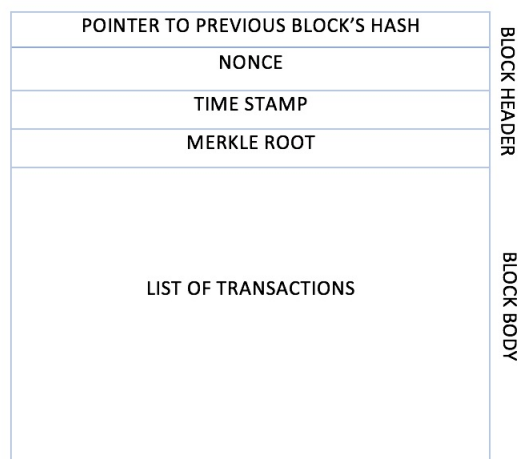 POINTER TO PREVIOUS BLOCK’S HASH
NONCE
TIME STAMP
MERKLE ROOT
BLOCK HEADER
LIST OF TRANSACTIONS
BLOCK BODY